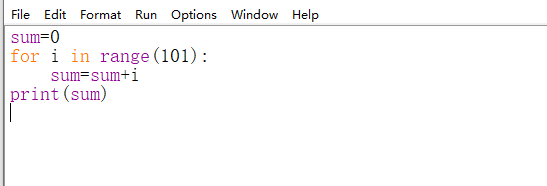 File Edit Format Run Options Window Help
sum=0
for i in range(101):
    sum=sum+i
print(sum)